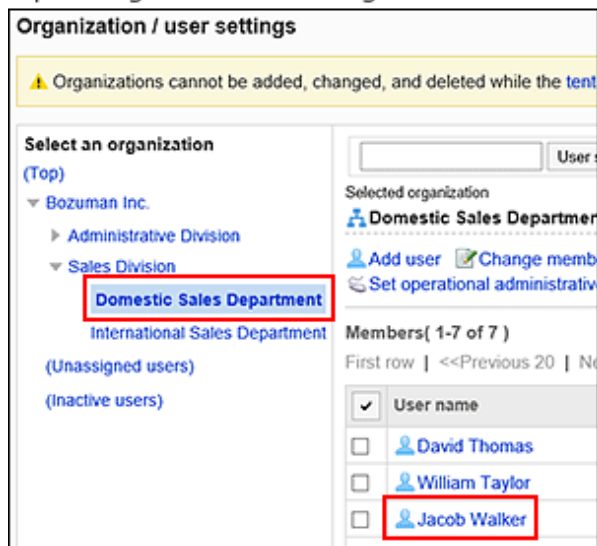 Organization / user settings
Organizations cannot be added, changed, and deleted while the tent
Select an organization
(Top)
Bozuman Inc.
Administrative Division
Sales Division
Domestic Sales Department
International Sales Department
(Unassigned users)
(Inactive users)
User s
Selected organization
Domestic Sales Departmen
Add user Change memb
Set operational administrativ
Members( 1-7 of 7 )
First row | <<Previous 20 | Ne
User name
David Thomas
William Taylor
Jacob Walker